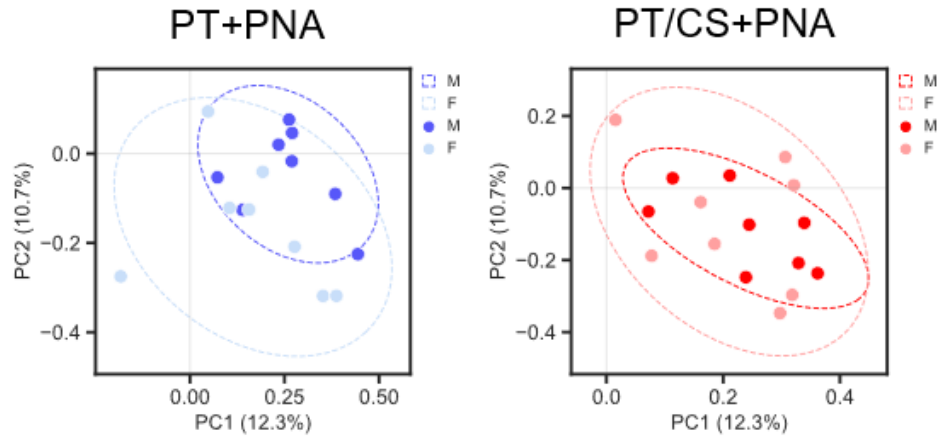 PT+PNA
PT/CS+PNA
M
F
M
F
0.0
−0.2
−0.4
PC2 (10.7%)
0.00
0.25
0.50
PC1 (12.3%)
M
F
M
F
0.2
0.0
−0.2
−0.4
PC2 (10.7%)
0.0
0.2
0.4
PC1 (12.3%)